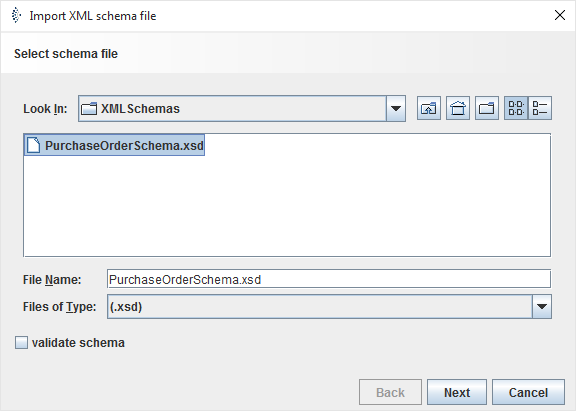 Import XML schema file
Select schema file
Look In: XMLSchemas
PurchaseOrderSchema.xsd
File Name: PurchaseOrderSchema.xsd
Files of Type: (.xsd)
validate schema
Back Next Cancel